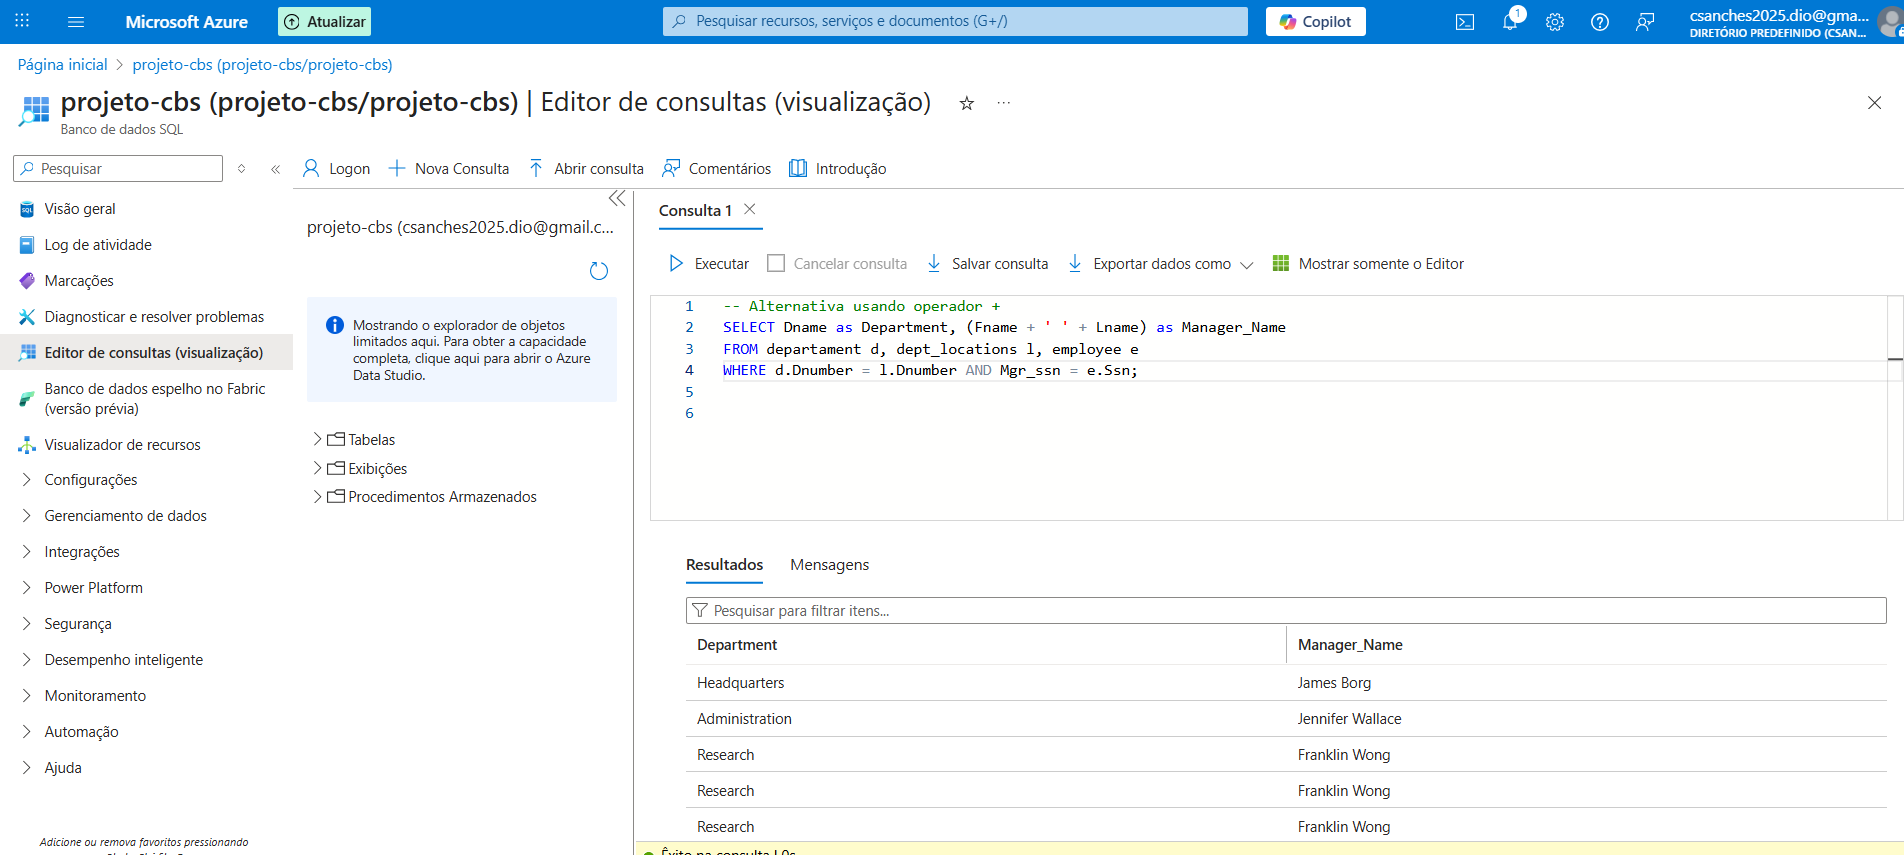 Microsoft Azure
Atualizar
Pesquisar recursos, serviços e documentos (G+/)
Copilot
1
csanches2025.dio@gma...
DIRETÓRIO PREDEFINIDO (CSAN...
Página inicial > projeto-cbs (projeto-cbs/projeto-cbs)
projeto-cbs (projeto-cbs/projeto-cbs) | Editor de consultas (visualização)
Banco de dados SQL
Pesquisar
Logon
Nova Consulta
Abrir consulta
Comentários
Introdução
Visão geral
Log de atividade
Marcações
Diagnosticar e resolver problemas
Editor de consultas (visualização)
Banco de dados espelho no Fabric
(versão prévia)
Visualizador de recursos
Configurações
Gerenciamento de dados
Integrações
Power Platform
Segurança
Desempenho inteligente
Monitoramento
Automação
Ajuda
Adicione ou remova favoritos pressionando
projeto-cbs (csanches2025.dio@gmail.c...
Mostrando o explorador de objetos
limitados aqui. Para obter a capacidade
completa, clique aqui para abrir o Azure
Data Studio.
Tabelas
Exibições
Procedimentos Armazenados
Consulta 1
Executar
Cancelar consulta
Salvar consulta
Exportar dados como
Mostrar somente o Editor
1 -- Alternativa usando operador +
2 SELECT Dname as Department, (Fname + ' ' + Lname) as Manager_Name
3 FROM departament d, dept_locations l, employee e
4 WHERE d.Dnumber = l.Dnumber AND Mgr_ssn = e.Ssn;
5
6
Resultados
Mensagens
Pesquisar para filtrar itens...
Department Manager_Name
Headquarters James Borg
Administration Jennifer Wallace
Research Franklin Wong
Research Franklin Wong
Research Franklin Wong
Êxito na consulta | 0s